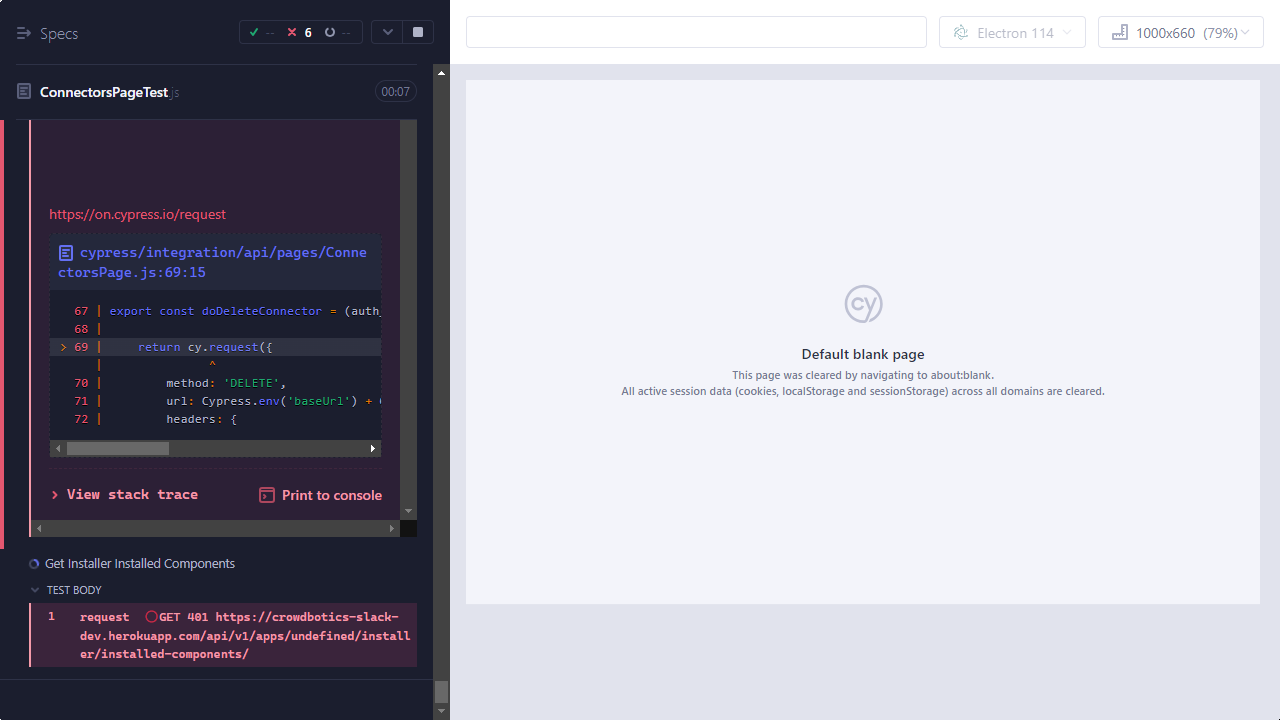 Specs
--
6
--
Electron 114
1000x660 (79%)
ConnectorsPageTest.js
00:07
https://on.cypress.io/request
cypress/integration/api/pages/Conne
ctorsPage.js:69:15
67 | export const doDeleteConnector = (auth_
68 |
> 69 | return cy.request({
| ^
70 | method: 'DELETE',
71 | url: Cypress.env('baseUrl') +
72 | headers: {
View stack trace
Print to console
Get Installer Installed Components
TEST BODY
1 request GET 401 https://crowdbotics-slack-
dev.herokuapp.com/api/v1/apps/undefined/install
er/installed-components/
cy
Default blank page
This page was cleared by navigating to about:blank.
All active session data (cookies, localStorage and sessionStorage) across all domains are cleared.